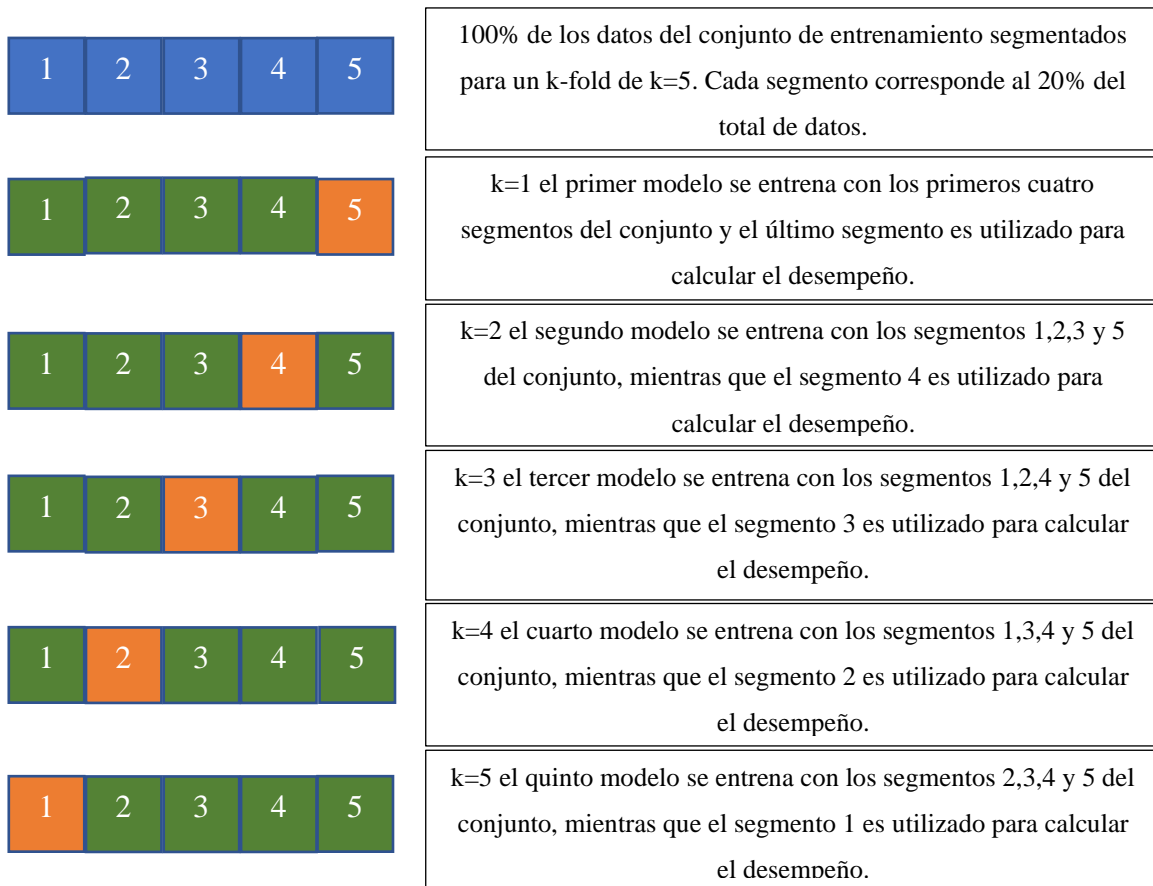 1 2 3 4 5
100% de los datos del conjunto de entrenamiento segmentados
para un k-fold de k=5. Cada segmento corresponde al 20% del
total de datos.
1 2 3 4 5
k=1 el primer modelo se entrena con los primeros cuatro
segmentos del conjunto y el último segmento es utilizado para
calcular el desempeño.
1 2 3 4 5
k=2 el segundo modelo se entrena con los segmentos 1,2,3 y 5
del conjunto, mientras que el segmento 4 es utilizado para
calcular el desempeño.
1 2 3 4 5
k=3 el tercer modelo se entrena con los segmentos 1,2,4 y 5 del
conjunto, mientras que el segmento 3 es utilizado para calcular
el desempeño.
1 2 3 4 5
k=4 el cuarto modelo se entrena con los segmentos 1,3,4 y 5 del
conjunto, mientras que el segmento 2 es utilizado para calcular
el desempeño.
1 2 3 4 5
k=5 el quinto modelo se entrena con los segmentos 2,3,4 y 5 del
conjunto, mientras que el segmento 1 es utilizado para calcular
el desempeño.